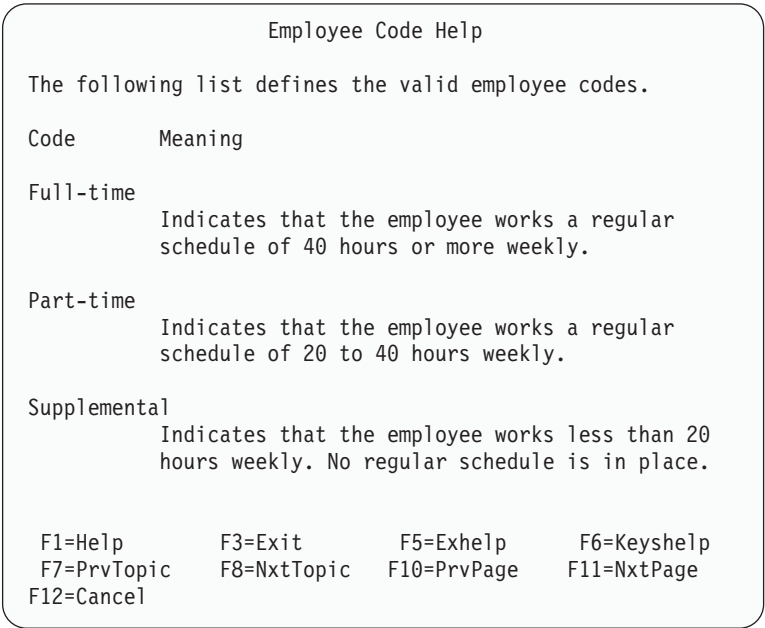 Employee Code Help
The following list defines the valid employee codes.
Code Meaning
Full-time
Indicates that the employee works a regular
schedule of 40 hours or more weekly.
Part-time
Indicates that the employee works a regular
schedule of 20 to 40 hours weekly.
Supplemental
Indicates that the employee works less than 20
hours weekly. No regular schedule is in place.
F1=Help F3=Exit F5=Exhelp F6=Keyshelp
F7=PrvTopic F8=NxtTopic F10=PrvPage F11=NxtPage
F12=Cancel